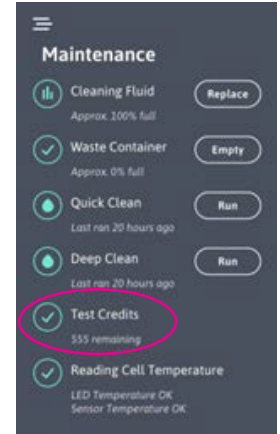 Maintenance
Cleaning Fluid
Replace
Approx. 100% full
Waste Container
Empty
Approx. 0% full
Quick Clean
Run
Last ran 20 hours ago
Deep Clean
Run
Last ran 20 hours ago
Test Credits
555 remaining
Reading Cell Temperature
LED Temperature OK
Sensor Temperature OK